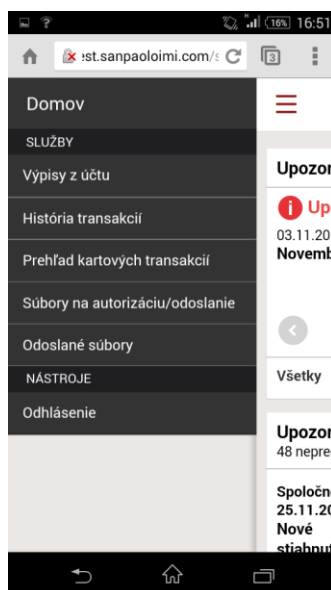 16% 16:51
est.sanpaoloimi.com/s
3
Domov
SLUŽBY
Výpisy z účtu
História transakcií
Prehľad kartových transakcií
Súbory na autorizáciu/odoslanie
Odoslané súbory
NÁSTROJE
Odhlásenie
Upozor
Up
03.11.20
Novemb
Všetky
Upozor
48 nepre
Spoločn
25.11.20
Nové
stiahnut